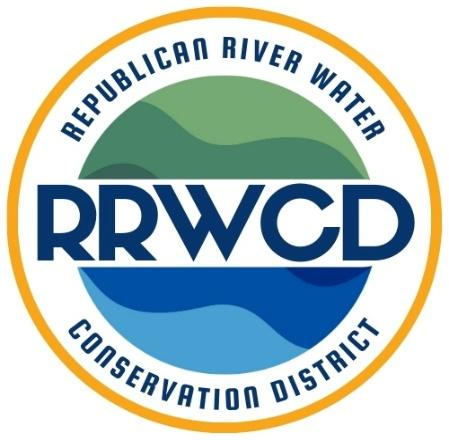 REPUBLICAN RIVER WATER
RRWCD
CONSERVATION DISTRICT